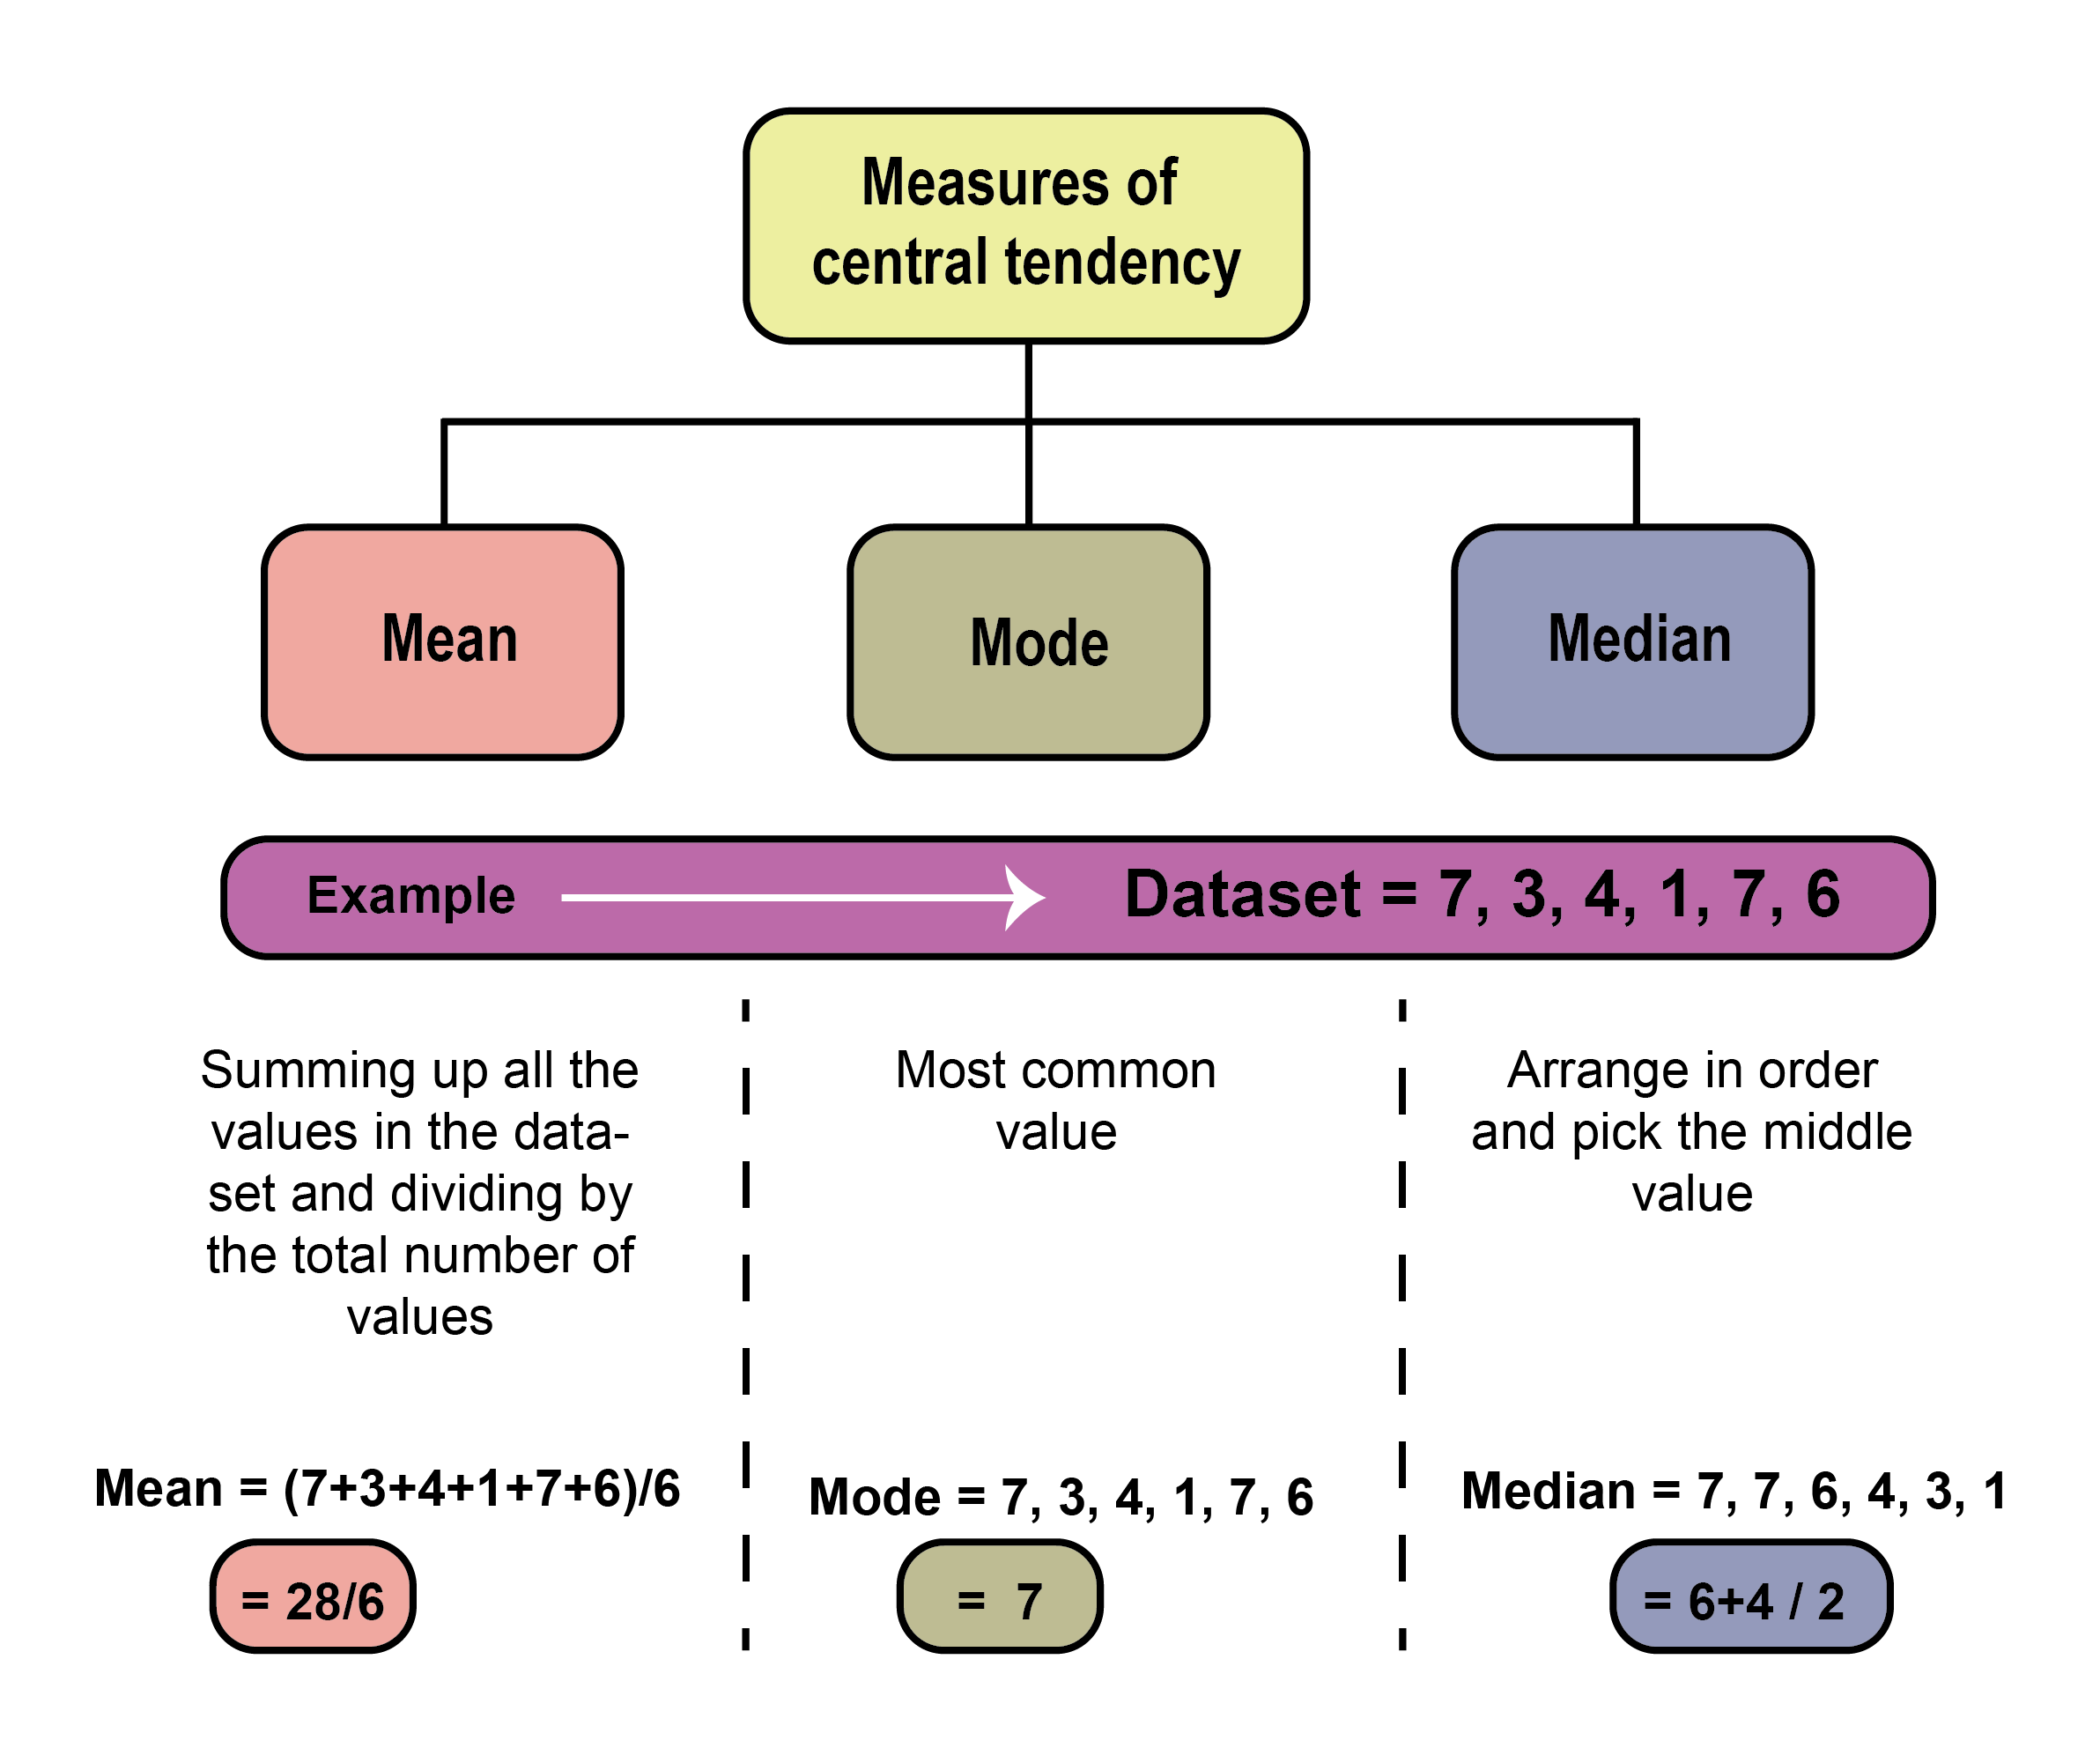 Measures of
central tendency
Mean
Mode
Median
Example
Dataset = 7, 3, 4, 1, 7, 6
Summing up all the
values in the data-
set and dividing by
the total number of
values
Most common
value
Arrange in order
and pick the middle
value
Mean = (7+3+4+1+7+6)/6
= 28/6
Mode = 7, 3, 4, 1, 7, 6
= 7
Median = 7, 7, 6, 4, 3, 1
= 6+4 / 2